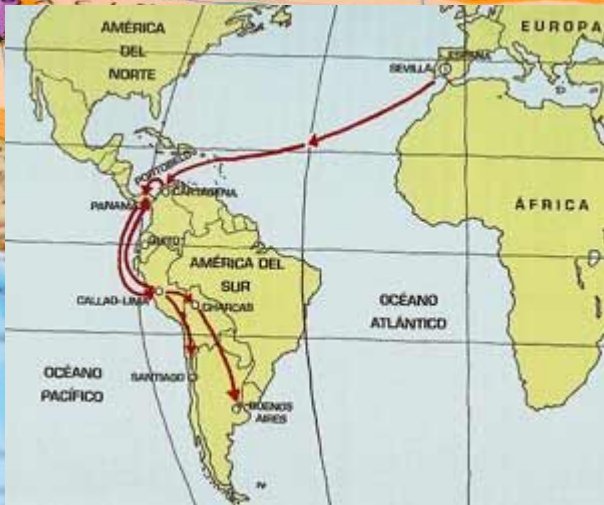 AMÉRICA
DEL
NORTE
EUROPA
ESPAÑA
SEVILLA
PORTOBELO
CARTAGENA
PANAMÁ
ÁFRICA
QUITO
AMÉRICA DEL
SUR
CALLAO-LIMA
CHARCAS
OCÉANO
ATLÁNTICO
OCÉANO
PACÍFICO
SANTIAGO
BUENOS
AIRES